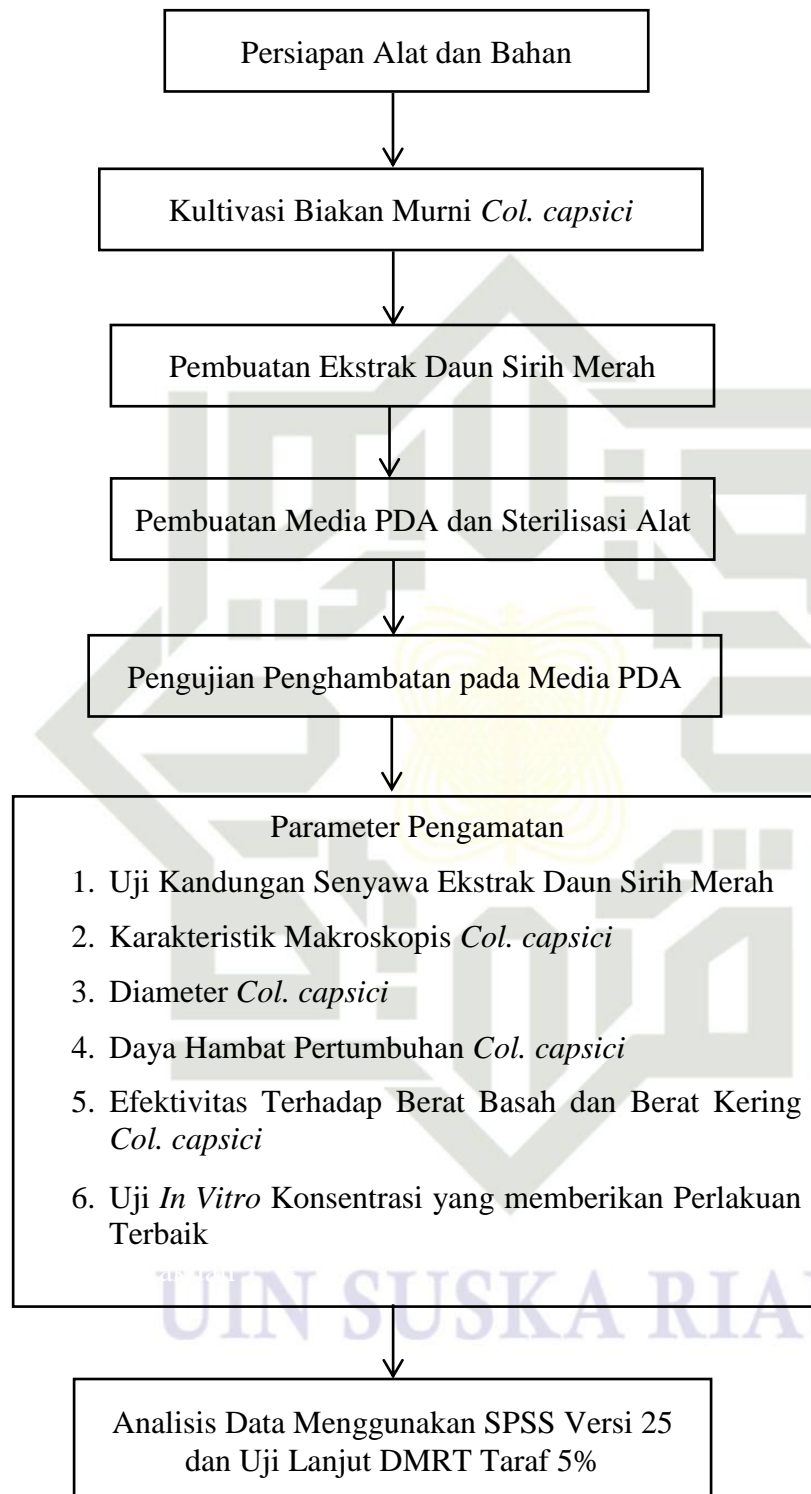 Persiapan Alat dan Bahan
Kultivasi Biakan Murni Col. capsici
Pembuatan Ekstrak Daun Sirih Merah
Pembuatan Media PDA dan Sterilisasi Alat
Pengujian Penghambatan pada Media PDA
Parameter Pengamatan
1. Uji Kandungan Senyawa Ekstrak Daun Sirih Merah
2. Karakteristik Makroskopis Col. capsici
3. Diameter Col. capsici
4. Daya Hambat Pertumbuhan Col. capsici
5. Efektivitas Terhadap Berat Basah dan Berat Kering
Col. capsici
6. Uji In Vitro Konsentrasi yang memberikan Perlakuan
Terbaik
UIN SUSKA RIA
Analisis Data Menggunakan SPSS Versi 25
dan Uji Lanjut DMRT Taraf 5%